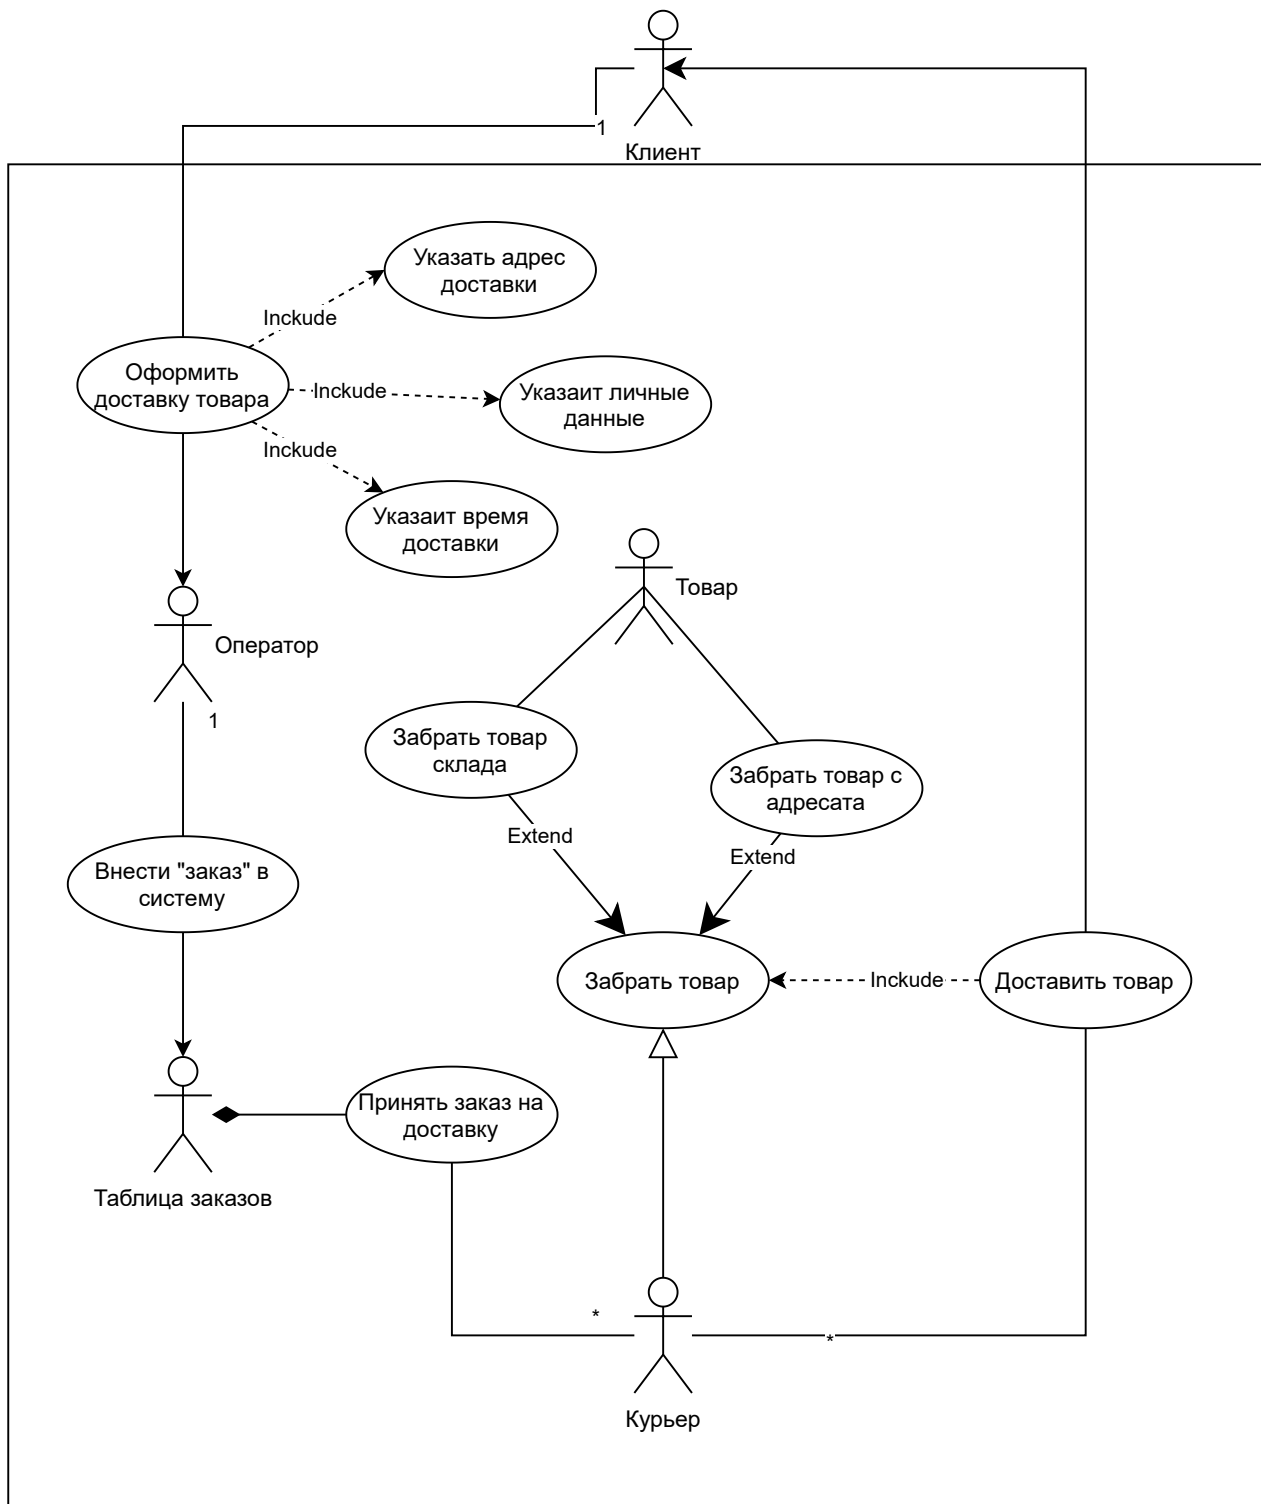 1
Клиент
Указать адрес
доставки
Inckude
Оформить
доставку товара
Inckude
Указаит личные
данные
Inckude
Указаит время
доставки
Товар
Оператор
1
Забрать товар
склада
Забрать товар с
адресата
Extend
Extend
Внести "заказ" в
систему
Забрать товар
Inckude
Доставить товар
Принять заказ на
доставку
Таблица заказов
*
*
Курьер